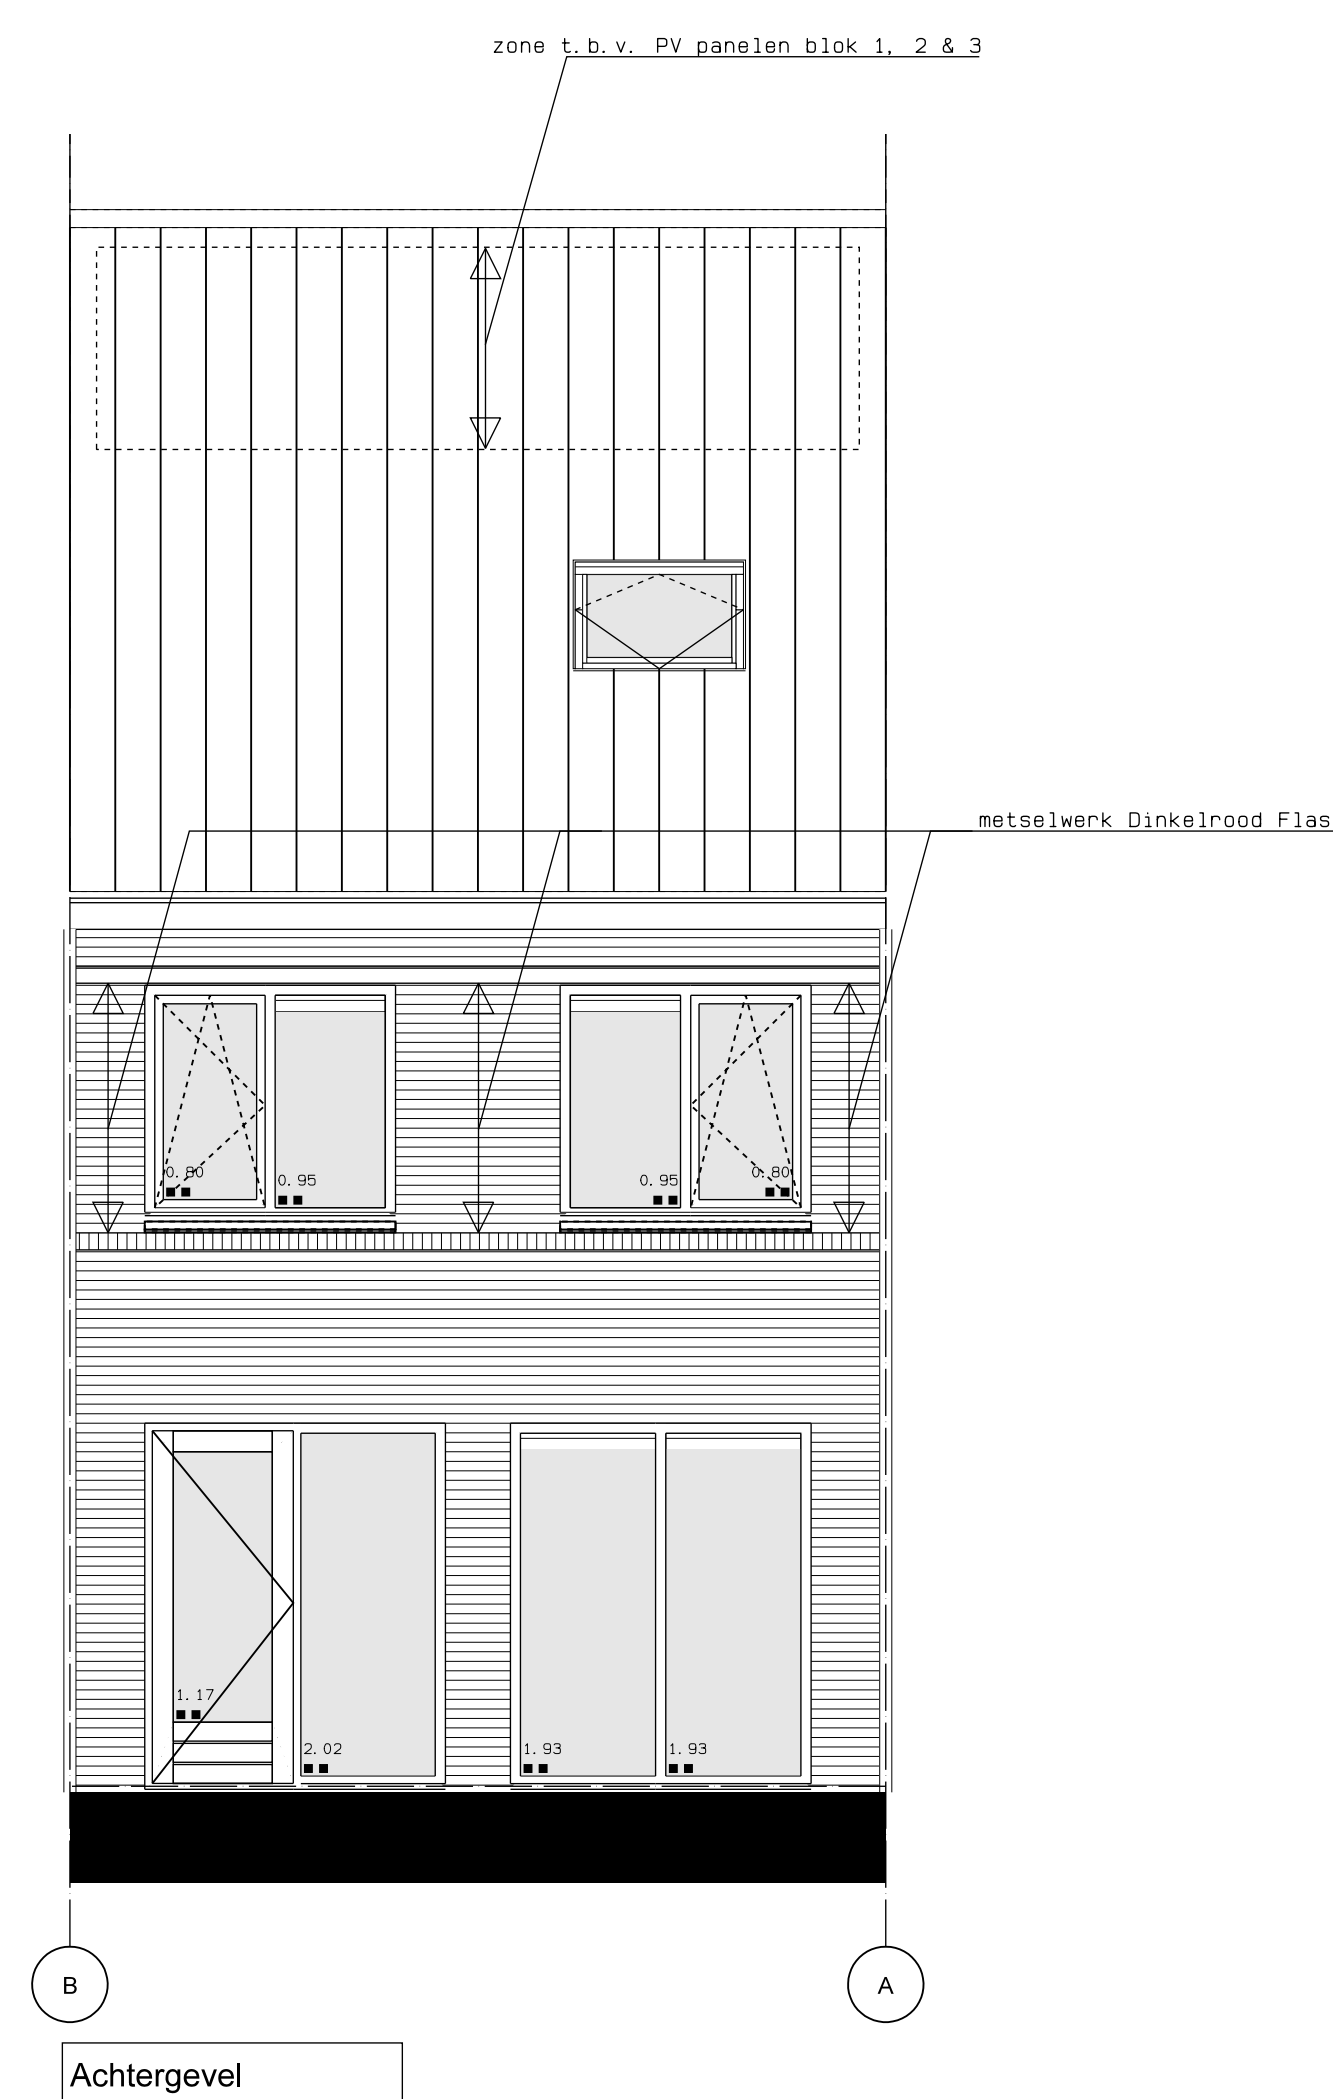 zone t.b.v. PV panelen blok 1, 2 & 3
metselwerk Dinkelrood Flas
0.80
0.95
0.95
0.80
1.17
2.02
1.93
1.93
B
A
Achtergevel